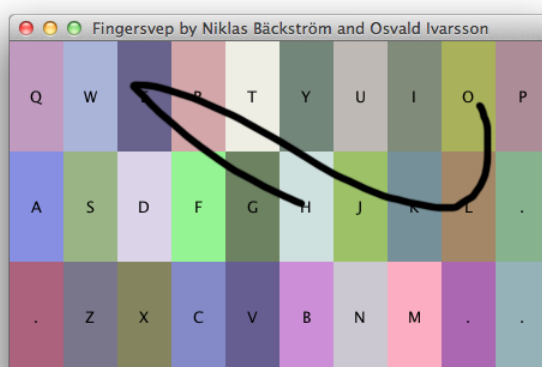 Fingersvep by Niklas Bäckström and Osvald Ivarsson
Q W E R T Y U I O P
A S D F G H J K L .
. Z X C V B N M . .